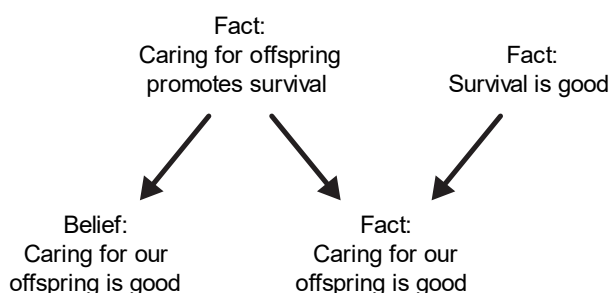 Fact:
Caring for offspring
promotes survival
Fact:
Survival is good
Belief:
Caring for our
offspring is good
Fact:
Caring for our
offspring is good